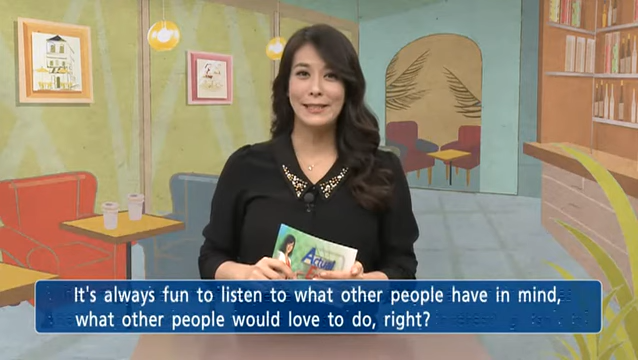 It's always fun to listen to what other people have in mind,
what other people would love to do, right?